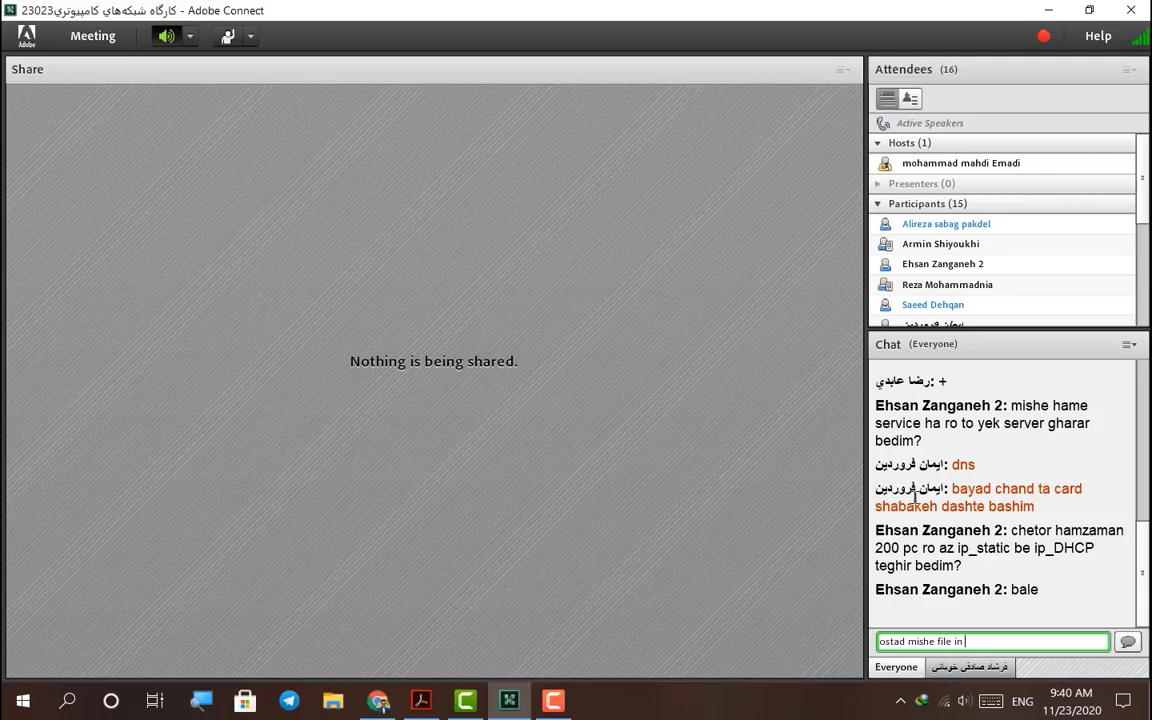 کارگاه شبکه‌هاي کامپيوتري23023 - Adobe Connect
Adobe
Meeting
Help
Share
Nothing is being shared.
Attendees (16)
Active Speakers
Hosts (1)
mohammad mahdi Emadi
Presenters (0)
Participants (15)
Alireza sabag pakdel
Armin Shiyoukhi
Ehsan Zanganeh 2
Reza Mohammadnia
Saeed Dehqan
Chat (Everyone)
رضا عابدي: +
Ehsan Zanganeh 2: mishe hame
service ha ro to yek server gharar
bedim?
ايمان فروردين: dns
ايمان فروردين: bayad chand ta card
shabakeh dashte bashim
Ehsan Zanganeh 2: chetor hamzaman
200 pc ro az ip_static be ip_DHCP
teghir bedim?
Ehsan Zanganeh 2: bale
ostad mishe file in
Everyone
فرشاد صادقی خوبانی
ENG
9:40 AM
11/23/2020